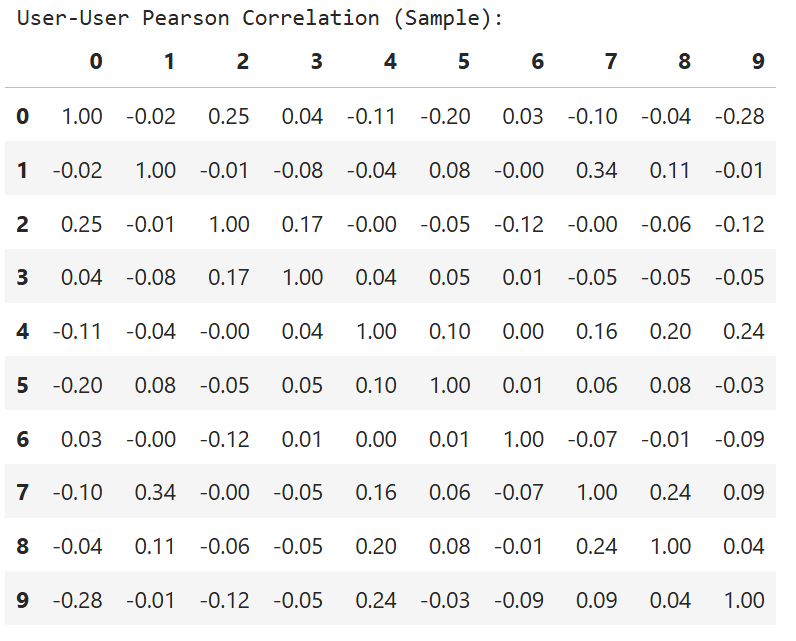 User-User Pearson Correlation (Sample):
0 1 2 3 4 5 6 7 8 9
0 1.00 -0.02 0.25 0.04 -0.11 -0.20 0.03 -0.10 -0.04 -0.28
1 -0.02 1.00 -0.01 -0.08 -0.04 0.08 -0.00 0.34 0.11 -0.01
2 0.25 -0.01 1.00 0.17 -0.00 -0.05 -0.12 -0.00 -0.06 -0.12
3 0.04 -0.08 0.17 1.00 0.04 0.05 0.01 -0.05 -0.05 -0.05
4 -0.11 -0.04 -0.00 0.04 1.00 0.10 0.00 0.16 0.20 0.24
5 -0.20 0.08 -0.05 0.05 0.10 1.00 0.01 0.06 0.08 -0.03
6 0.03 -0.00 -0.12 0.01 0.00 0.01 1.00 -0.07 -0.01 -0.09
7 -0.10 0.34 -0.00 -0.05 0.16 0.06 -0.07 1.00 0.24 0.09
8 -0.04 0.11 -0.06 -0.05 0.20 0.08 -0.01 0.24 1.00 0.04
9 -0.28 -0.01 -0.12 -0.05 0.24 -0.03 -0.09 0.09 0.04 1.00